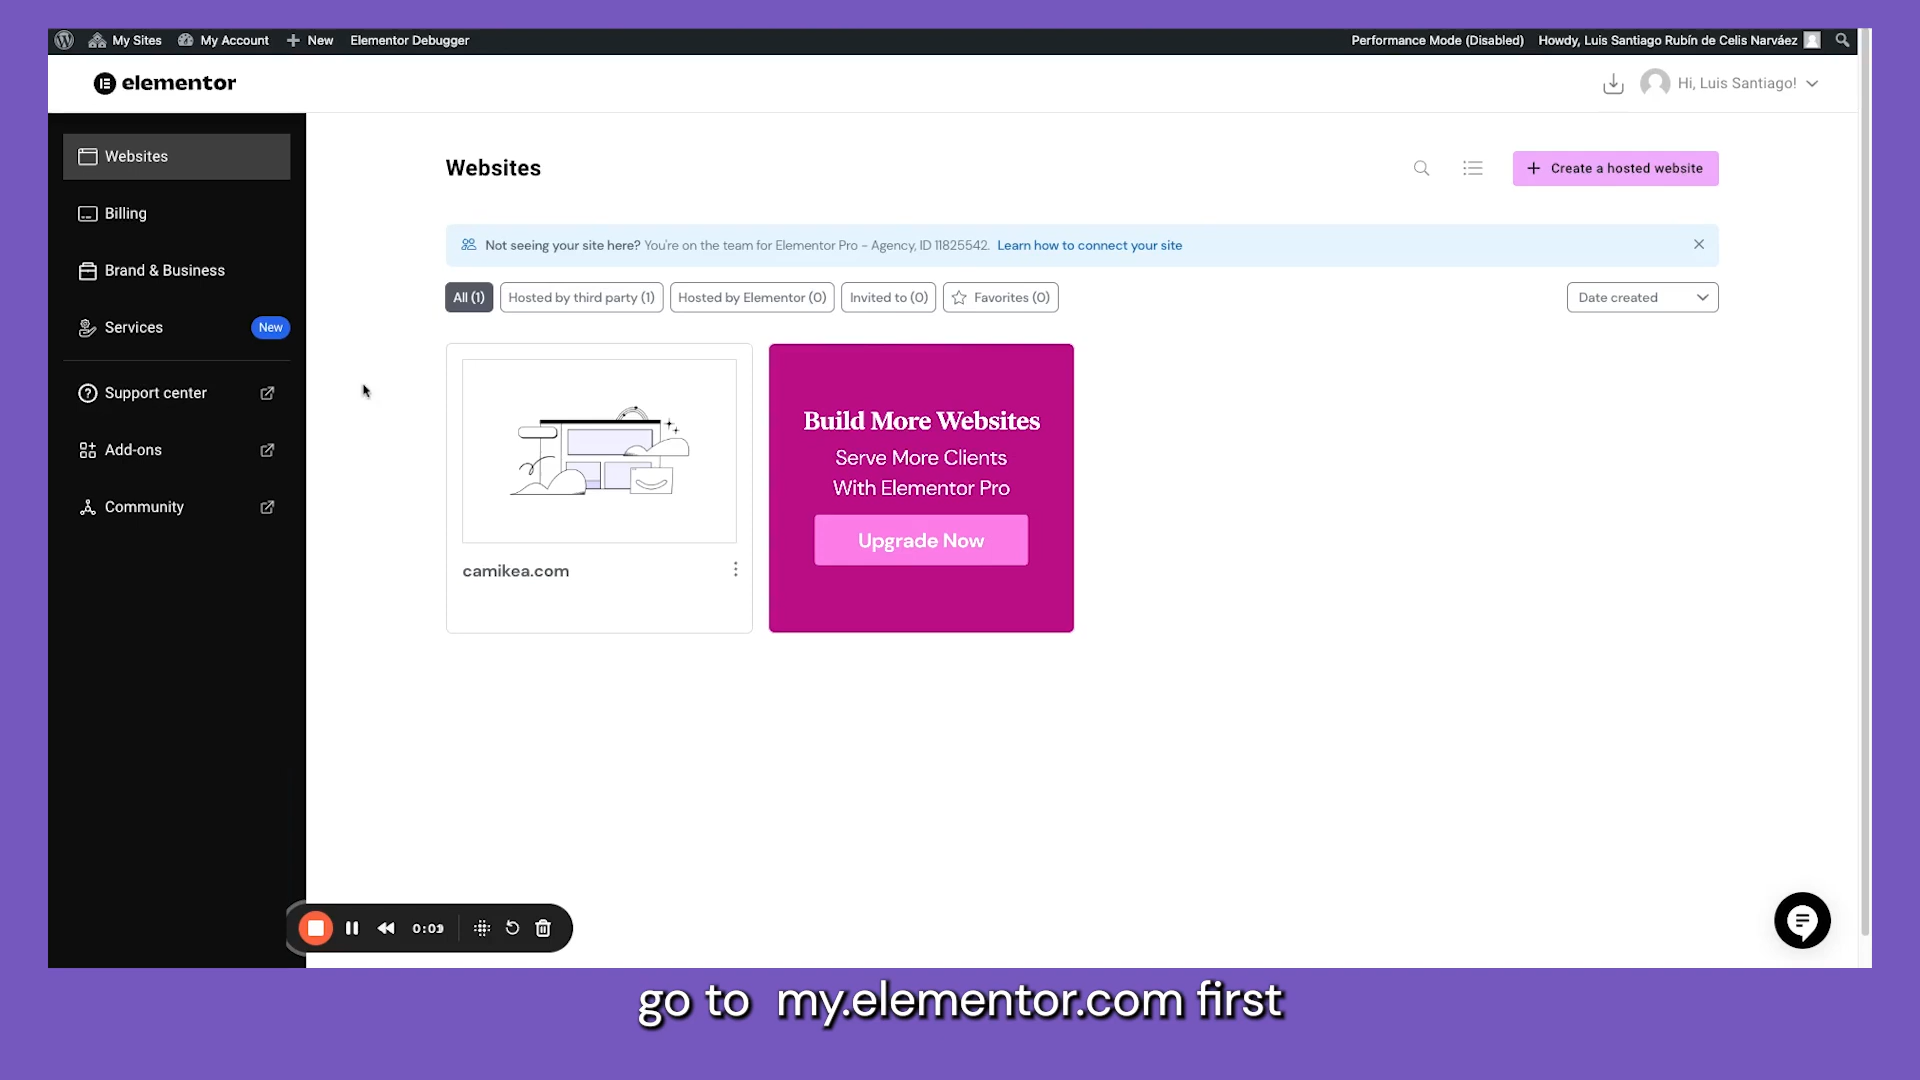 My Sites
My Account
New
Elementor Debugger
Performance Mode (Disabled)
Howdy, Luis Santiago Rubín de Celis Narváez
elementor
Hi, Luis Santiago!
Websites
Billing
Brand & Business
Services
New
Support center
Add-ons
Community
Websites
Create a hosted website
Not seeing your site here? You're on the team for Elementor Pro - Agency, ID 11825542. Learn how to connect your site
All (1)
Hosted by third party (1)
Hosted by Elementor (0)
Invited to (0)
Favorites (0)
Date created
camikea.com
Build More Websites
Serve More Clients
With Elementor Pro
Upgrade Now
go to my.elementor.com first